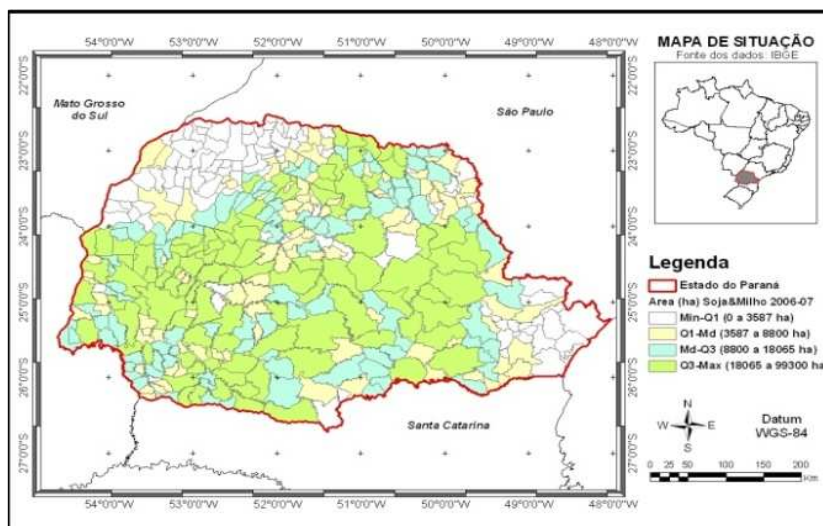 54°0'0"W 53°0'0"W 52°0'0"W 51°0'0"W 50°0'0"W 49°0'0"W 48°0'0"W
22°0'0"S
23°0'0"S
24°0'0"S
25°0'0"S
26°0'0"S
27°0'0"S
Mato Grosso
do Sul
São Paulo
Santa Catarina
22°0'0"S
23°0'0"S
24°0'0"S
25°0'0"S
26°0'0"S
27°0'0"S
54°0'0"W 53°0'0"W 52°0'0"W 51°0'0"W 50°0'0"W 49°0'0"W 48°0'0"W
MAPA DE SITUAÇÃO
Fonte dos dados: IBGE
Legenda
Estado do Paraná
Area (ha) Soja&Milho 2006-07
Min-Q1 (0 a 3587 ha)
Q1-Md (3587 a 8800 ha)
Md-Q3 (8800 a 18065 ha)
Q3-Max (18065 a 99300 ha
N
W E
S
Datum
WGS-84
0 25 50 100 150 200
Km